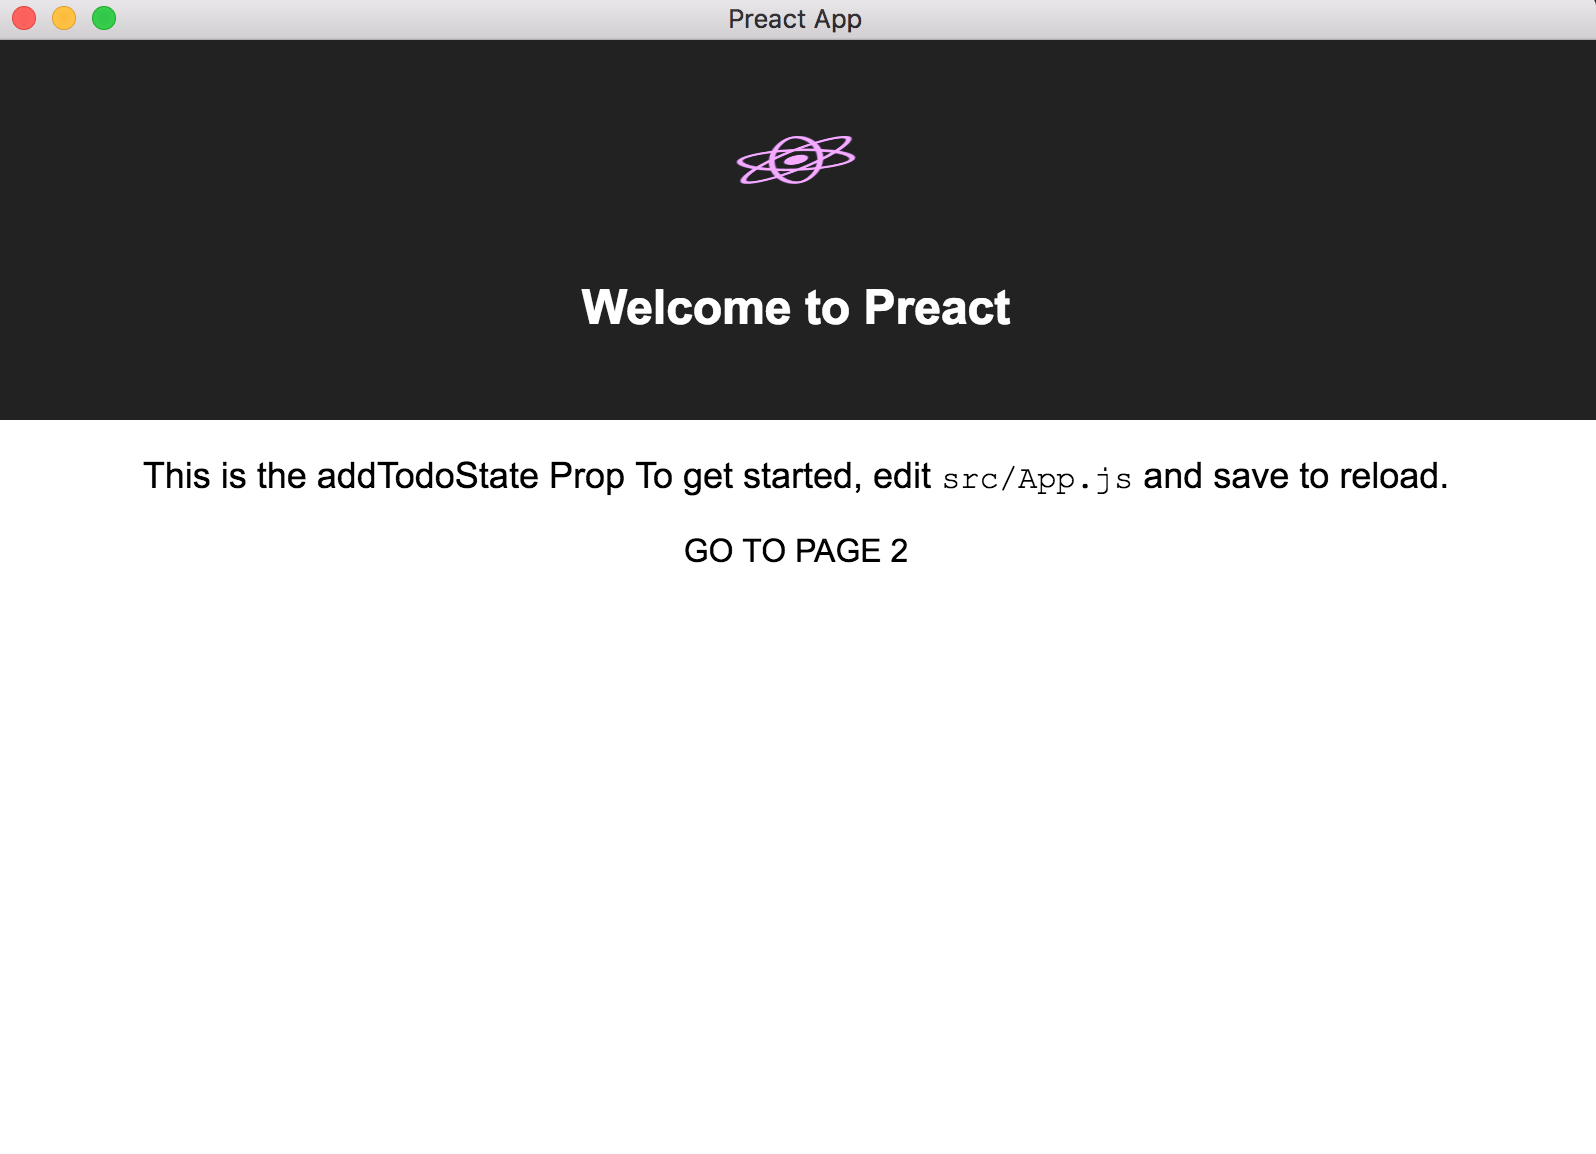 Preact App
Welcome to Preact
This is the addTodoState Prop To get started, edit src/App.js and save to reload.
GO TO PAGE 2